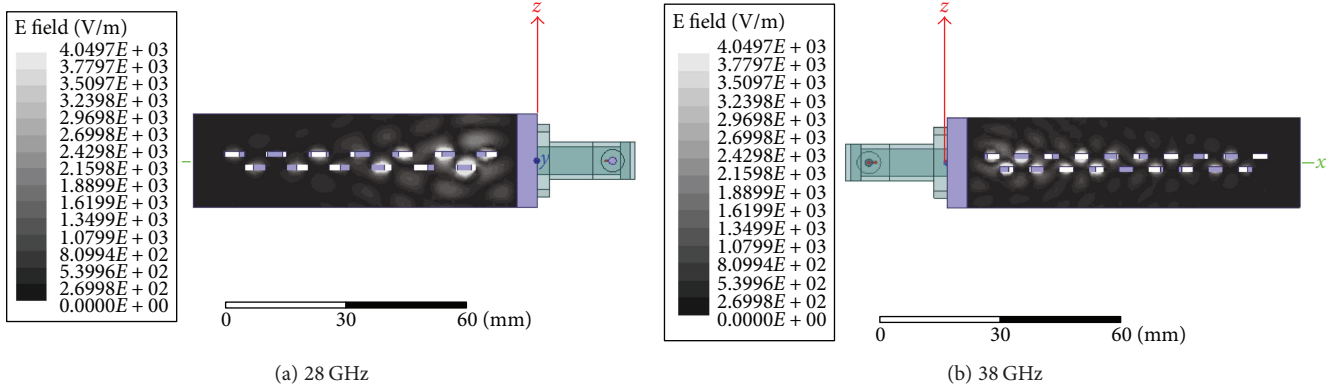 E field (V/m)
4.0497E + 03
3.7797E + 03
3.5097E + 03
3.2398E + 03
2.9698E + 03
2.6998E + 03
2.4298E + 03
2.1598E + 03
1.8899E + 03
1.6199E + 03
1.3499E + 03
1.0799E + 03
8.0994E + 02
5.3996E + 02
2.6998E + 02
0.0000E + 00
z
y
0 30 60 (mm)
(a) 28 GHz
E field (V/m)
4.0497E + 03
3.7797E + 03
3.5097E + 03
3.2398E + 03
2.9698E + 03
2.6998E + 03
2.4298E + 03
2.1598E + 03
1.8899E + 03
1.6199E + 03
1.3499E + 03
1.0799E + 03
8.0994E + 02
5.3996E + 02
2.6998E + 02
0.0000E + 00
z
x
0 30 60 (mm)
(b) 38 GHz